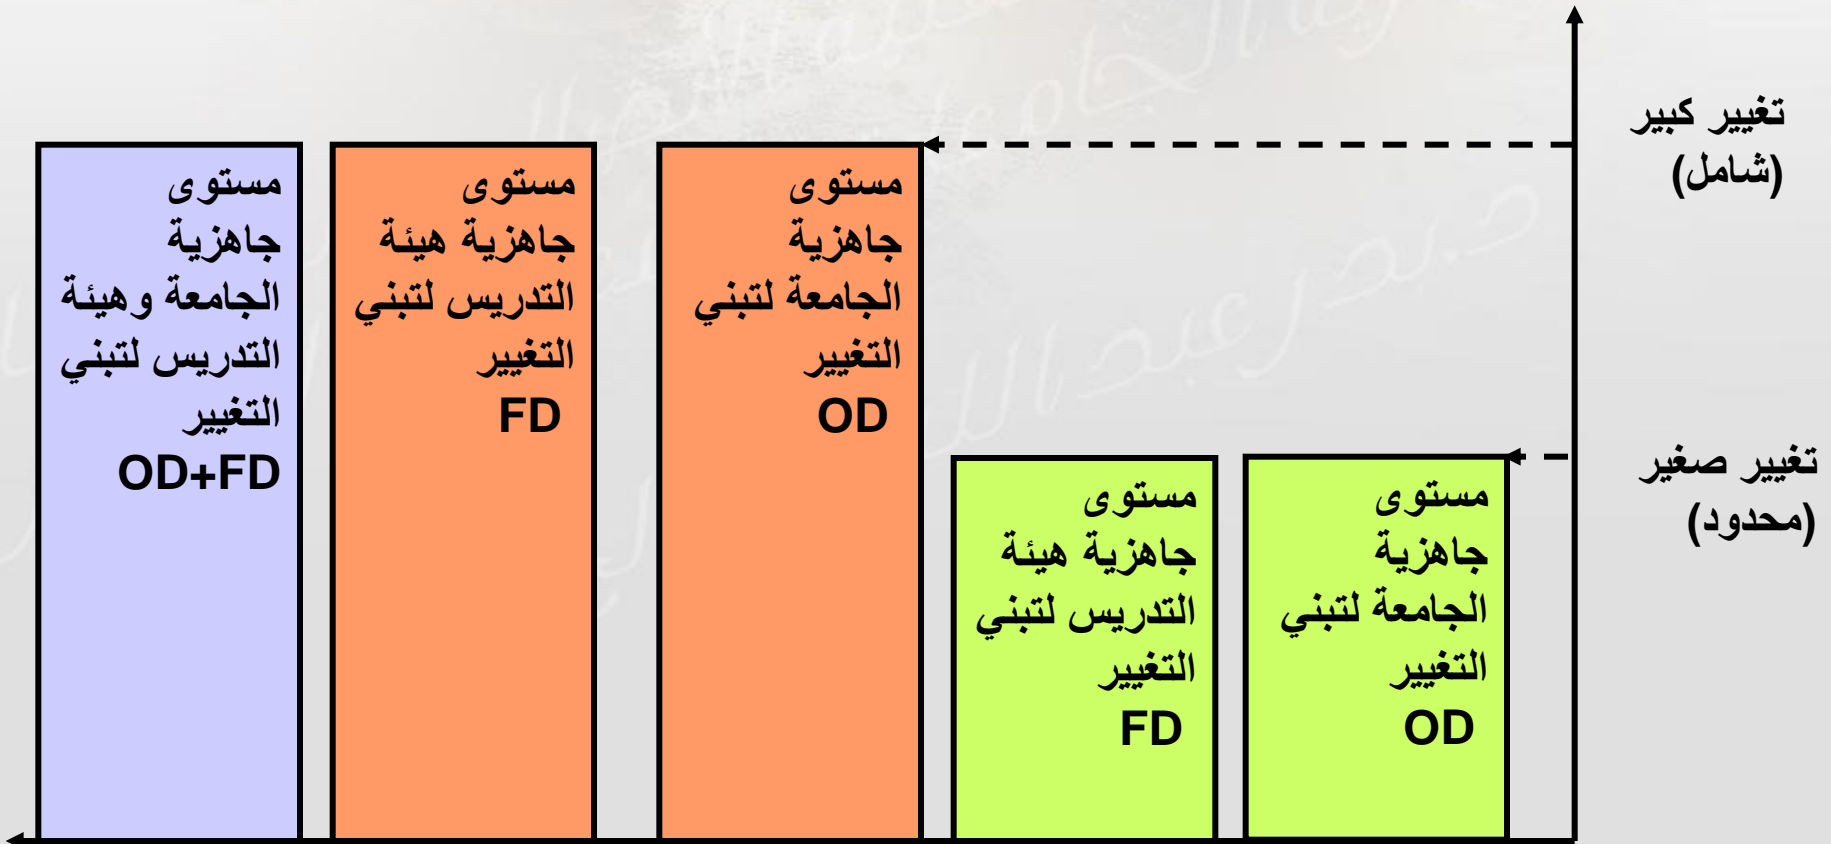 تغيير كبير
(شامل)
تغيير صغير
(محدود)
مستوى
جاهزية
الجامعة لتبني
التغيير
OD
مستوى
جاهزية هيئة
التدريس لتبني
التغيير
FD
مستوى
جاهزية
الجامعة لتبني
التغيير
OD
مستوى
جاهزية هيئة
التدريس لتبني
التغيير
FD
مستوى
جاهزية
الجامعة وهيئة
التدريس لتبني
التغيير
OD+FD